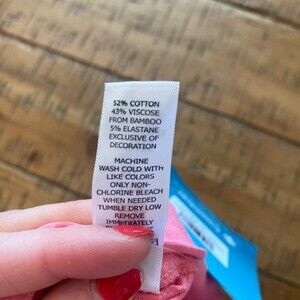 52% COTTON
43% VISCOSE
FROM BAMBOO
5% ELASTANE
EXCLUSIVE OF
DECORATION
MACHINE
WASH COLD WITH
LIKE COLORS
ONLY NON-
CHLORINE BLEACH
WHEN NEEDED
TUMBLE DRY LOW
REMOVE
IMMEDIATELY